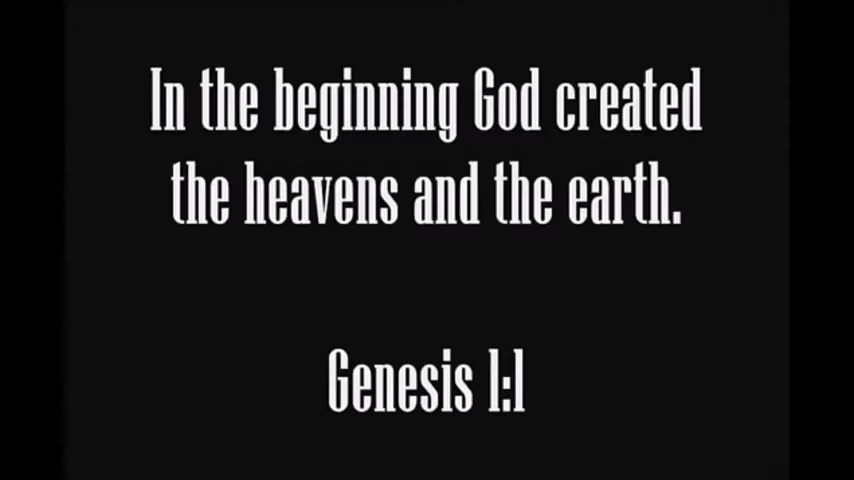 In the beginning God created
the heavens and the earth.
Genesis 1:1